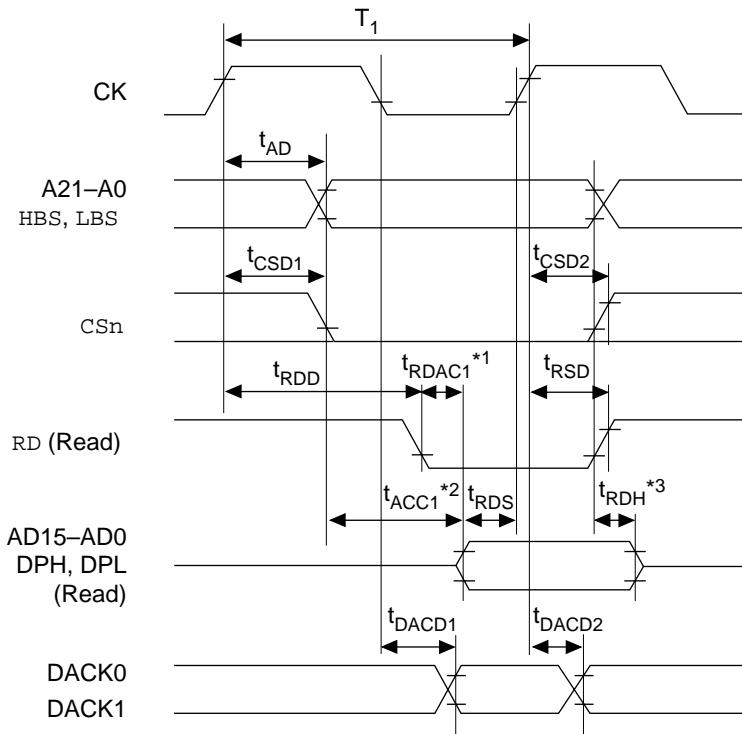 T1
CK
tAD
A21–A0
HBS, LBS
tCSD1
tCSD2
CSn
tRDD
tRDAC1*1
tRSD
RD (Read)
tACC1*2
tRDS
tRDH*3
AD15–AD0
DPH, DPL
(Read)
tDACD1
tDACD2
DACK0
DACK1